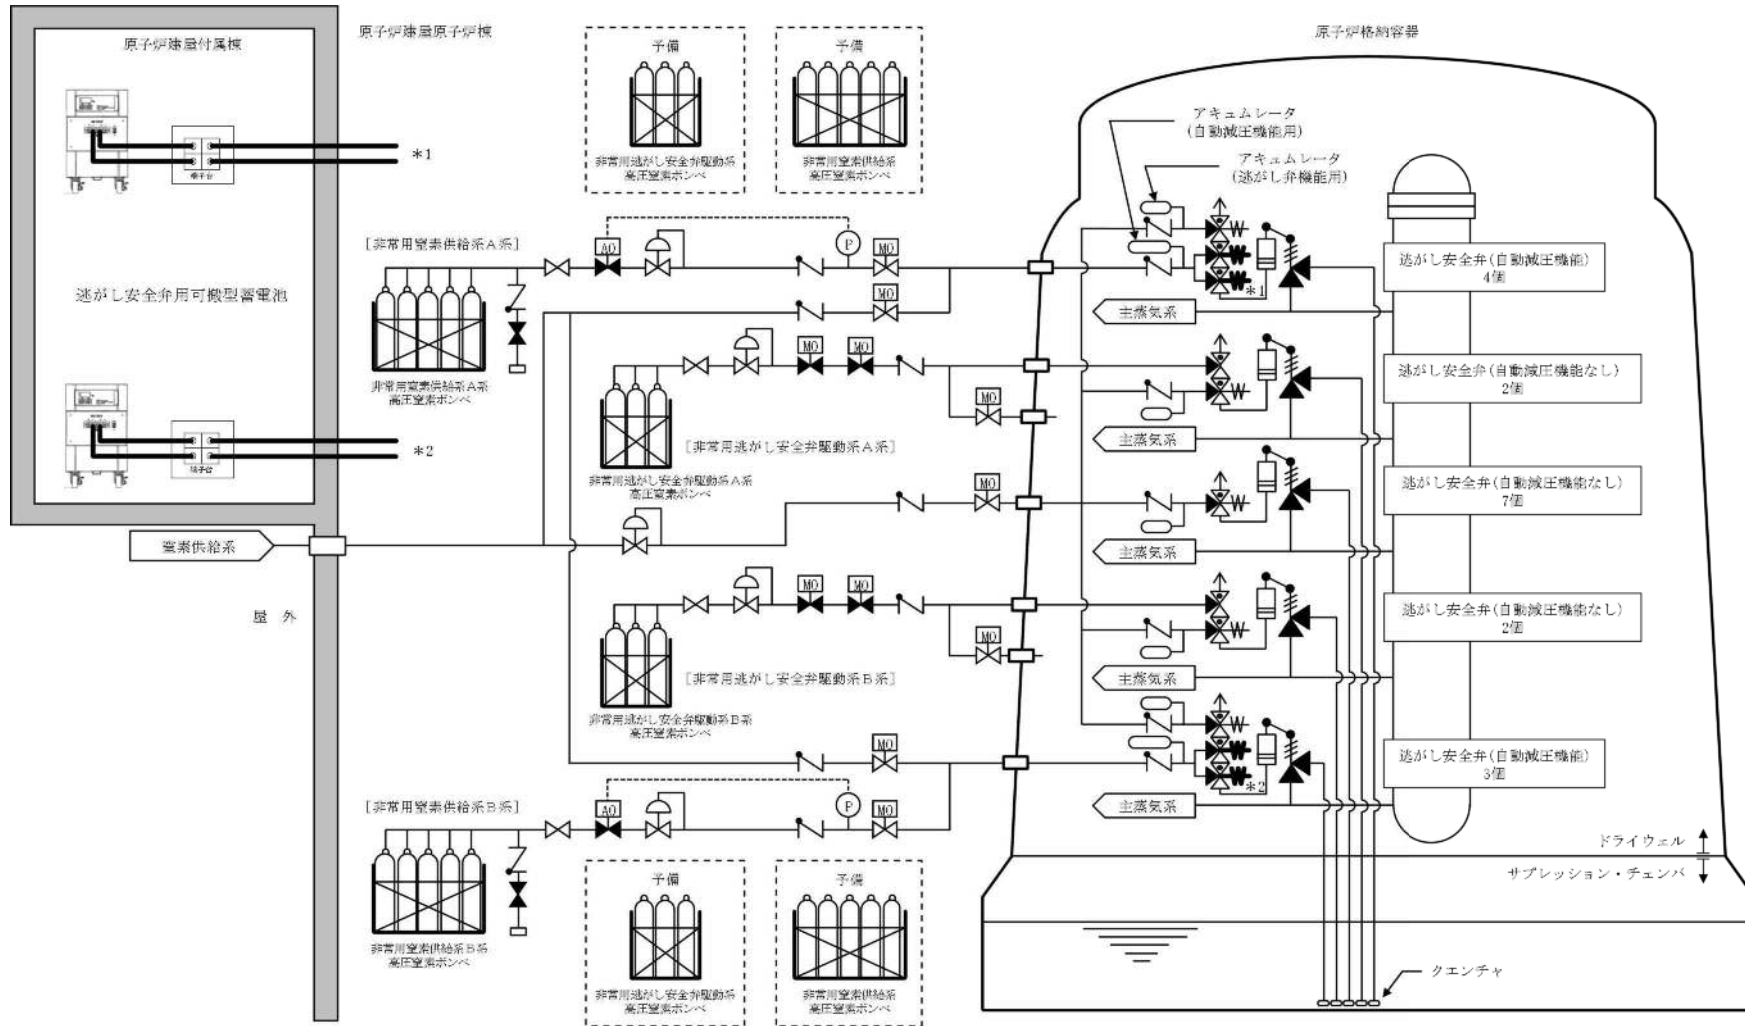 原子炉建屋付属棟
原子炉建屋原子炉棟
端子台
*1
逃がし安全弁用可搬型蓄電池
端子台
*2
窒素供給系
屋 外
予備
非常用逃がし安全弁駆動系
高圧窒素ボンベ
予備
非常用窒素供給系
高圧窒素ボンベ
[非常用窒素供給系A系]
AO
P
MO
MO
非常用窒素供給系A系
高圧窒素ボンベ
MO
MO
MO
[非常用逃がし安全弁駆動系A系]
非常用逃がし安全弁駆動系A系
高圧窒素ボンベ
MO
MO
MO
MO
[非常用逃がし安全弁駆動系B系]
非常用逃がし安全弁駆動系B系
高圧窒素ボンベ
MO
[非常用窒素供給系B系]
AO
P
MO
非常用窒素供給系B系
高圧窒素ボンベ
予備
非常用逃がし安全弁駆動系
高圧窒素ボンベ
予備
非常用窒素供給系
高圧窒素ボンベ
原子炉格納容器
アキュムレータ
(自動減圧機能用)
アキュムレータ
(逃がし弁機能用)
*1
主蒸気系
逃がし安全弁(自動減圧機能)
4個
主蒸気系
逃がし安全弁(自動減圧機能なし)
2個
主蒸気系
逃がし安全弁(自動減圧機能なし)
7個
主蒸気系
逃がし安全弁(自動減圧機能なし)
2個
*2
主蒸気系
逃がし安全弁(自動減圧機能)
3個
ドライウェル
サプレッション・チェンバ
クエンチャ